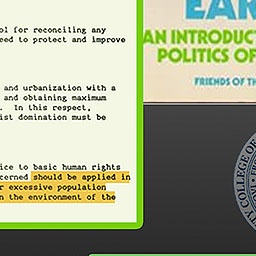 ol for reconciling any
eed to protect and improve
and urbanization with a
and obtaining maximum
In this respect,
ist domination must be
ice to basic human rights
cerned should be applied in
r excessive population
n the environment of the
EAR
AN INTRODUCT
POLITICS OF
FRIENDS OF TH
Y COLLEGE OF